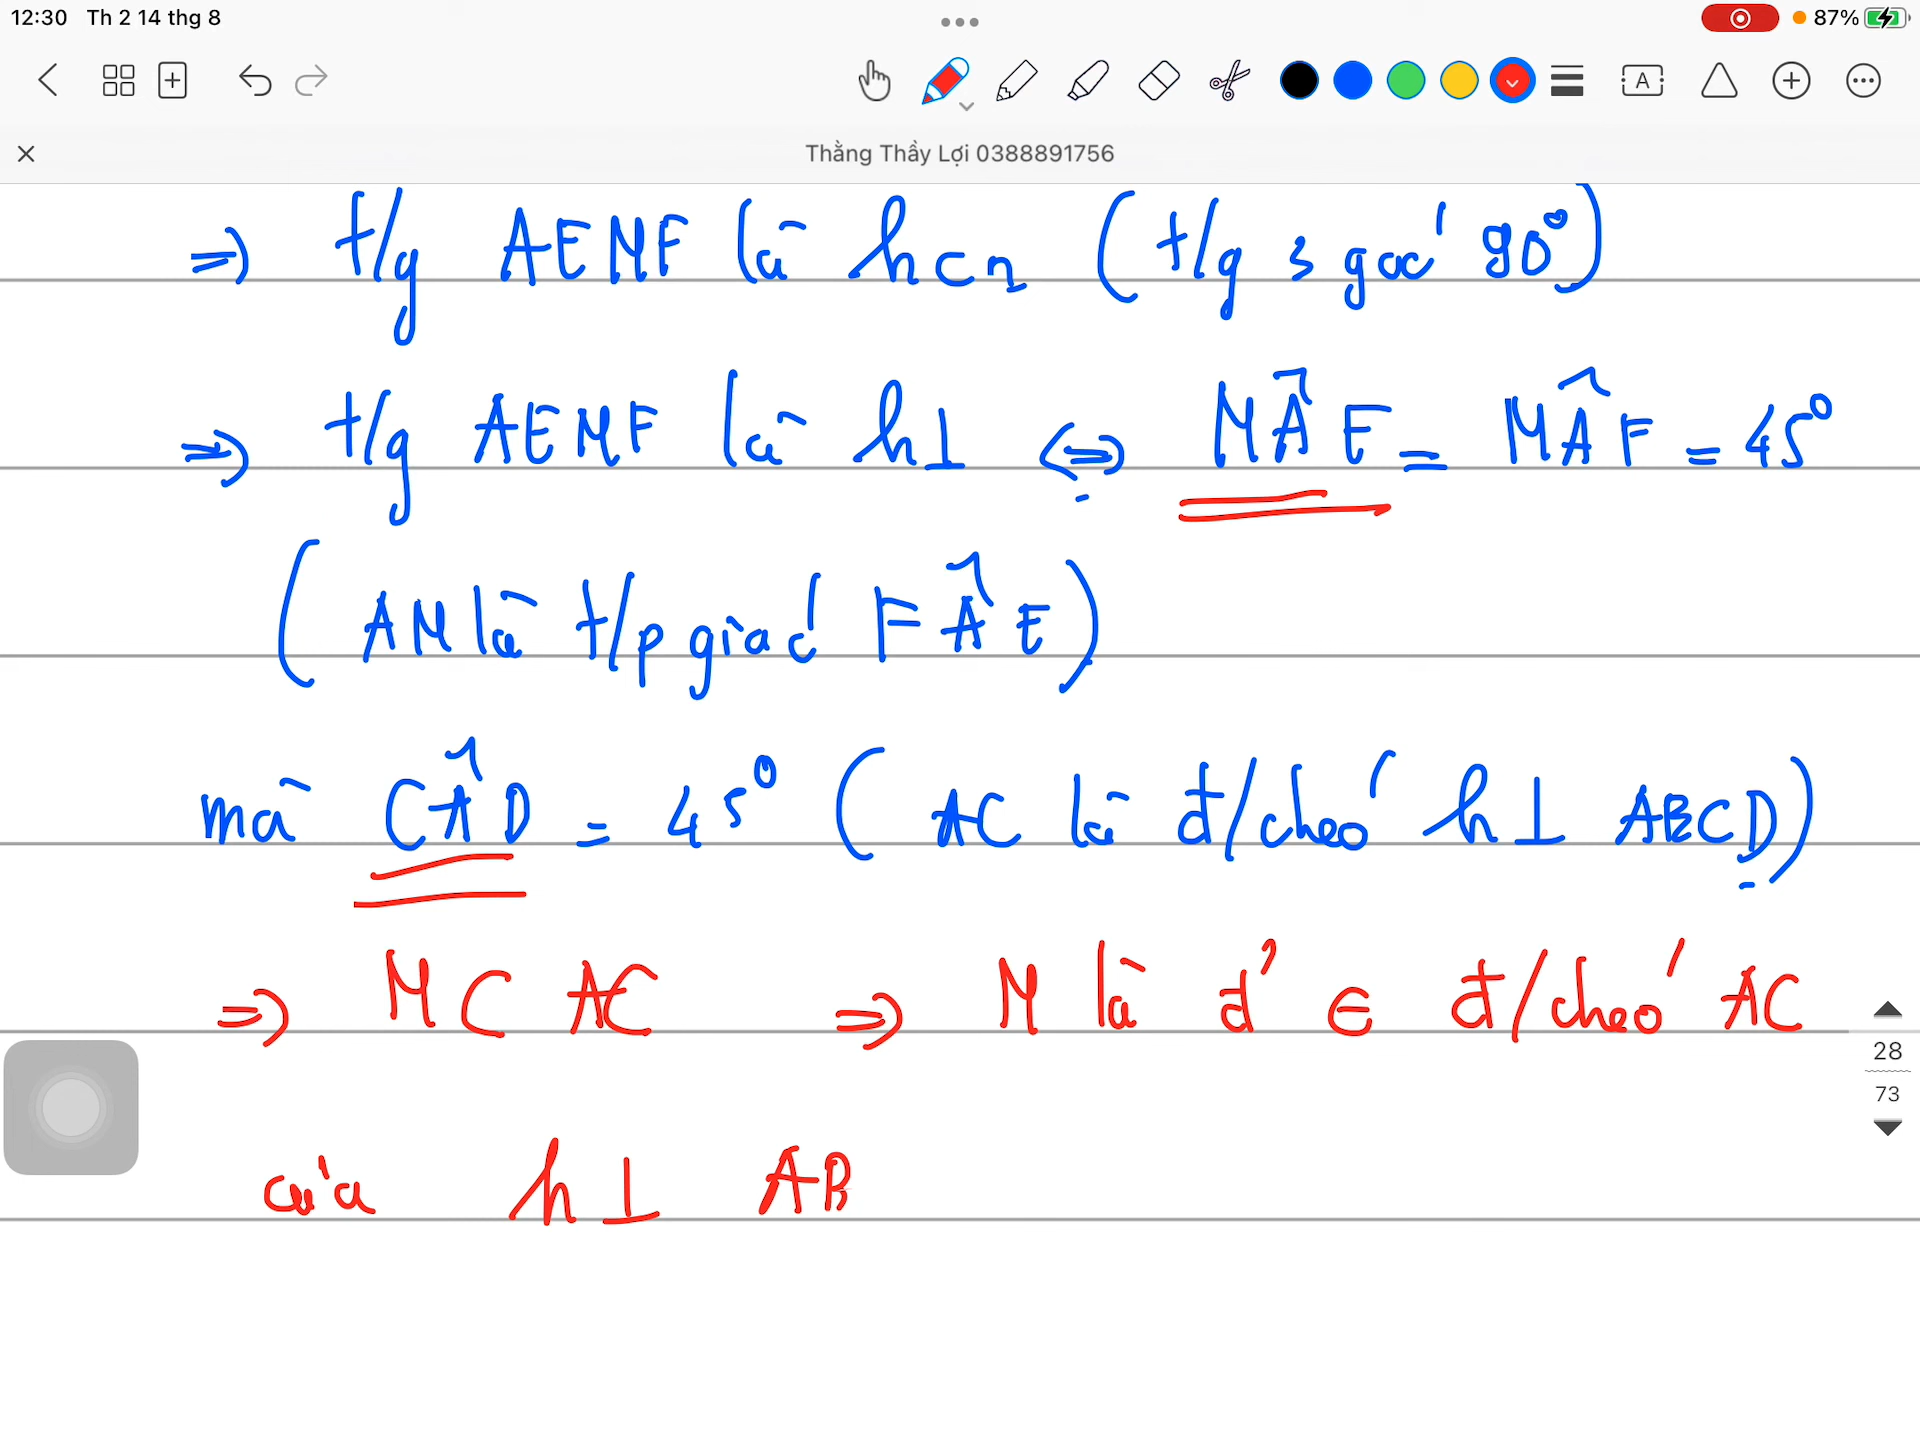 12:30 Th 2 14 thg 8
87%
A
Thằng Thầy Lợi 0388891756
=> t/g AEMF là hcn (t/g 3 góc 90°)
=> t/g AEMF là h⊥ <=> MÂE = MÂF = 45°
(AM là t/p giác FÂE)
mà CÂD = 45° (AC là đ/chéo h⊥ ABCD)
=> M ⊂ AC => M là đ' ∈ đ/chéo AC
28
73
của h⊥ AB